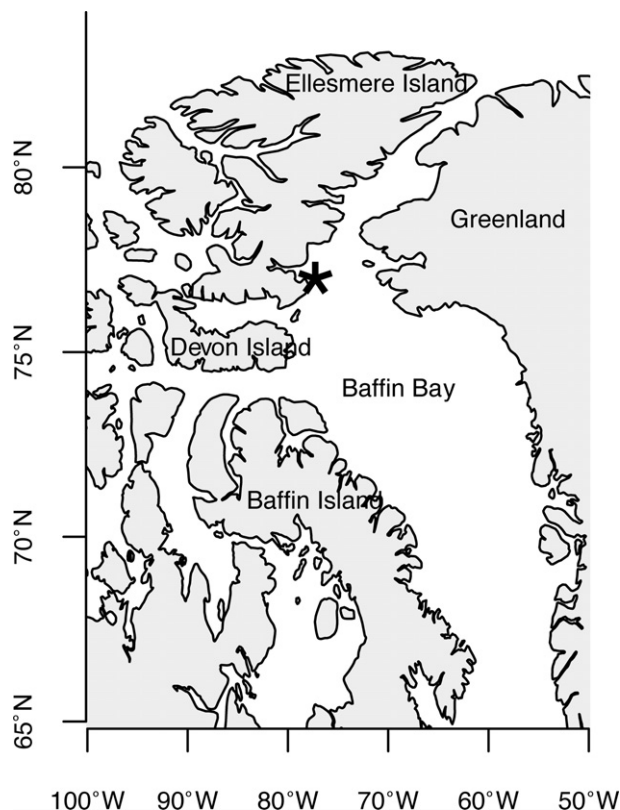 Ellesmere Island
80°N
Greenland
75°N
Devon Island
Baffin Bay
Baffin Island
70°N
65°N
100°W 90°W 80°W 70°W 60°W 50°W